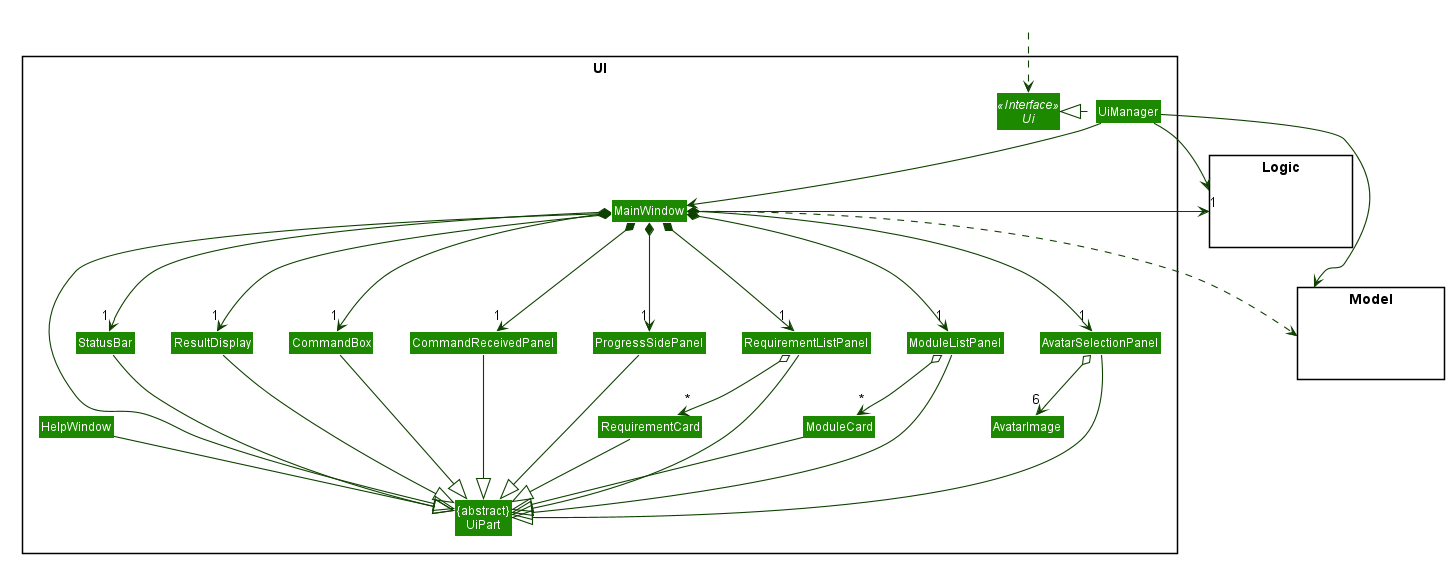 UI
«Interface»
Ui
UiManager
Logic
MainWindow
1
Model
1
1
1
1
1
1
1
1
StatusBar
ResultDisplay
CommandBox
CommandReceivedPanel
ProgressSidePanel
RequirementListPanel
ModuleListPanel
AvatarSelectionPanel
*
*
6
HelpWindow
RequirementCard
ModuleCard
AvatarImage
{abstract}
UiPart